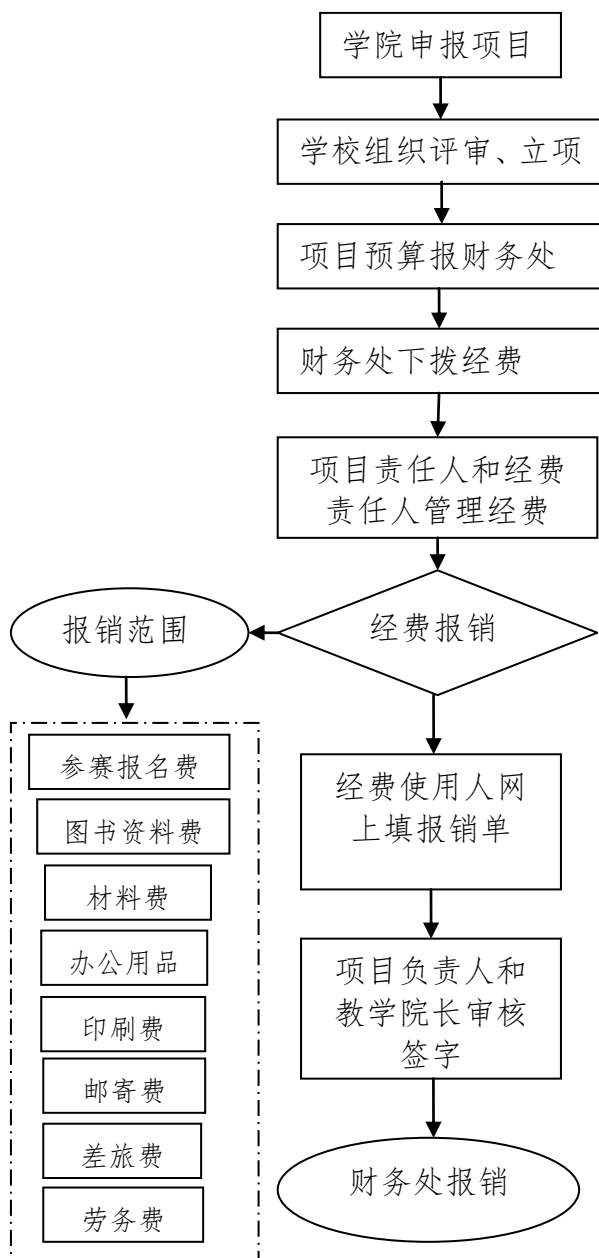 学院申报项目
学校组织评审、立项
项目预算报财务处
财务处下拨经费
项目责任人和经费
责任人管理经费
经费报销
报销范围
参赛报名费
图书资料费
材料费
办公用品
印刷费
邮寄费
差旅费
劳务费
经费使用人网
上填报销单
项目负责人和
教学院长审核
签字
财务处报销